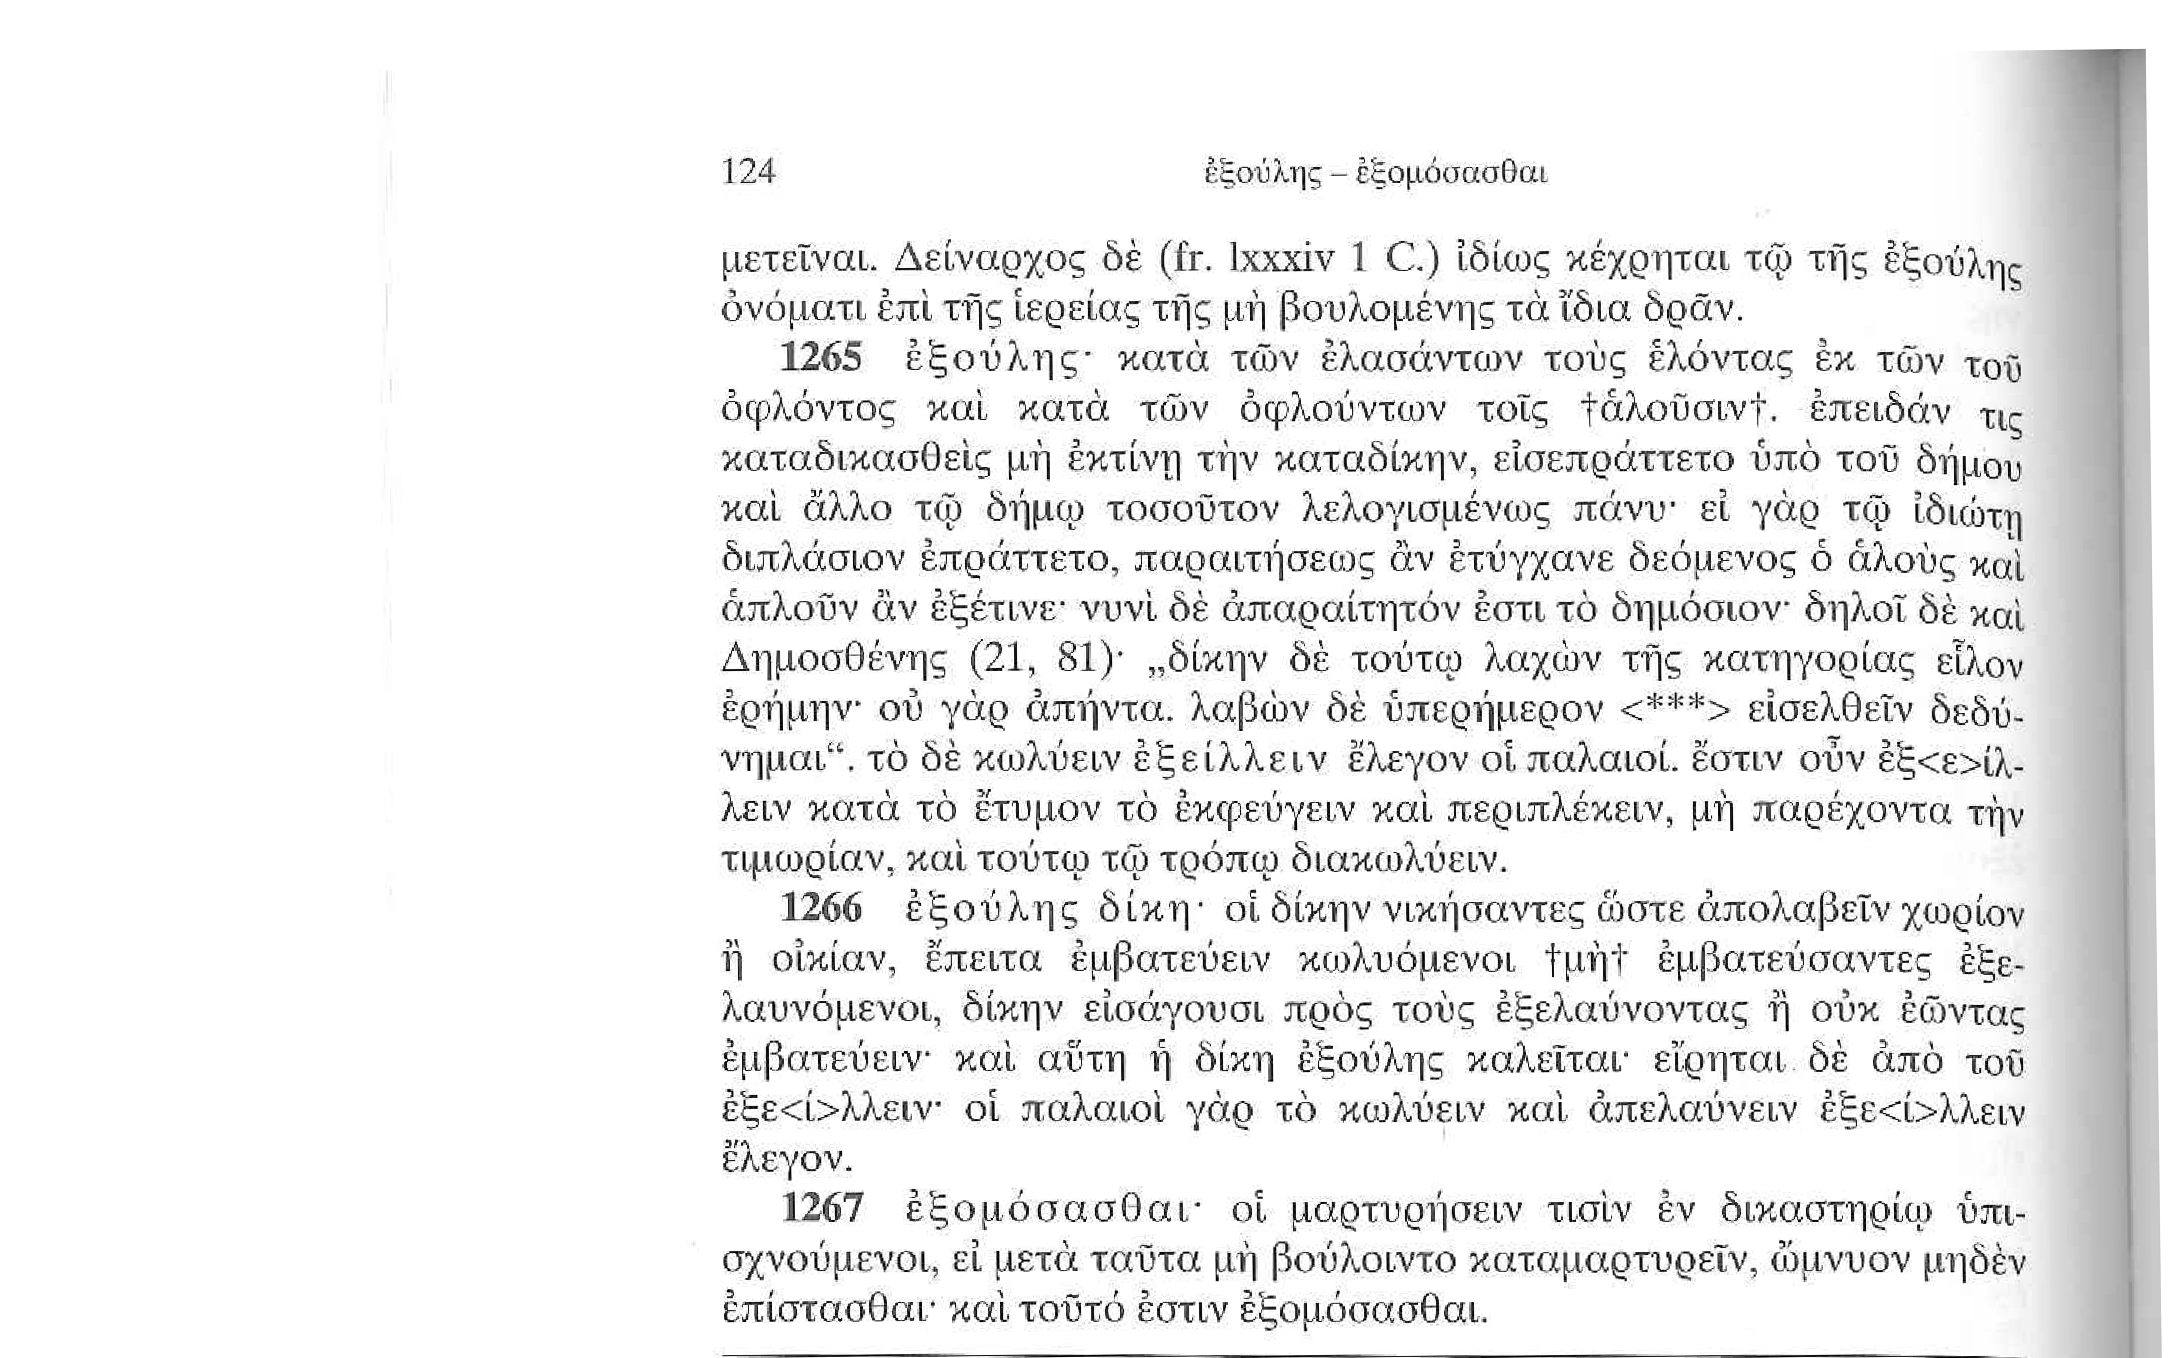 124 ἐξούλης – ἐξομόσασθαι
μετεῖναι. Δείναρχος δὲ (fr. lxxxiv 1 C.) ἰδίως κέχρηται τῷ τῆς ἐξούλης
ὀνόματι ἐπὶ τῆς ἱερείας τῆς μὴ βουλομένης τὰ ἴδια δρᾶν.
1265 ἐξούλης· κατὰ τῶν ἐλασάντων τοὺς ἑλόντας ἐκ τῶν τοῦ
ὀφλόντος καὶ κατὰ τῶν ὀφλούντων τοῖς †ἁλοῦσιν†. ἐπειδάν τις
καταδικασθεὶς μὴ ἐκτίνῃ τὴν καταδίκην, εἰσεπράττετο ὑπὸ τοῦ δήμου
καὶ ἄλλο τῷ δήμῳ τοσοῦτον λελογισμένως πάνυ· εἰ γὰρ τῷ ἰδιώτῃ
διπλάσιον ἐπράττετο, παραιτήσεως ἂν ἐτύγχανε δεόμενος ὁ ἁλοὺς καὶ
ἁπλοῦν ἂν ἐξέτινε· νυνὶ δὲ ἀπαραίτητόν ἐστι τὸ δημόσιον· δηλοῖ δὲ καὶ
Δημοσθένης (21, 81)· „δίκην δὲ τούτῳ λαχὼν τῆς κατηγορίας εἷλον
ἐρήμην· οὐ γὰρ ἀπήντα. λαβὼν δὲ ὑπερήμερον <***> εἰσελθεῖν δεδύ-
νημαι“. τὸ δὲ κωλύειν ἐξείλλειν ἔλεγον οἱ παλαιοί. ἔστιν οὖν ἐξ<ε>ίλ-
λειν κατὰ τὸ ἔτυμον τὸ ἐκφεύγειν καὶ περιπλέκειν, μὴ παρέχοντα τὴν
τιμωρίαν, καὶ τούτῳ τῷ τρόπῳ διακωλύειν.
1266 ἐξούλης δίκη· οἱ δίκην νικήσαντες ὥστε ἀπολαβεῖν χωρίον
ἢ οἰκίαν, ἔπειτα ἐμβατεύειν κωλυόμενοι †μὴ† ἐμβατεύσαντες ἐξε-
λαυνόμενοι, δίκην εἰσάγουσι πρὸς τοὺς ἐξελαύνοντας ἢ οὐκ ἐῶντας
ἐμβατεύειν· καὶ αὕτη ἡ δίκη ἐξούλης καλεῖται· εἴρηται δὲ ἀπὸ τοῦ
ἐξε<ί>λλειν· οἱ παλαιοὶ γὰρ τὸ κωλύειν καὶ ἀπελαύνειν ἐξε<ί>λλειν
ἔλεγον.
1267 ἐξομόσασθαι· οἱ μαρτυρήσειν τισὶν ἐν δικαστηρίῳ ὑπι-
σχνούμενοι, εἰ μετὰ ταῦτα μὴ βούλοιντο καταμαρτυρεῖν, ὤμνυον μηδὲν
ἐπίστασθαι· καὶ τοῦτό ἐστιν ἐξομόσασθαι.